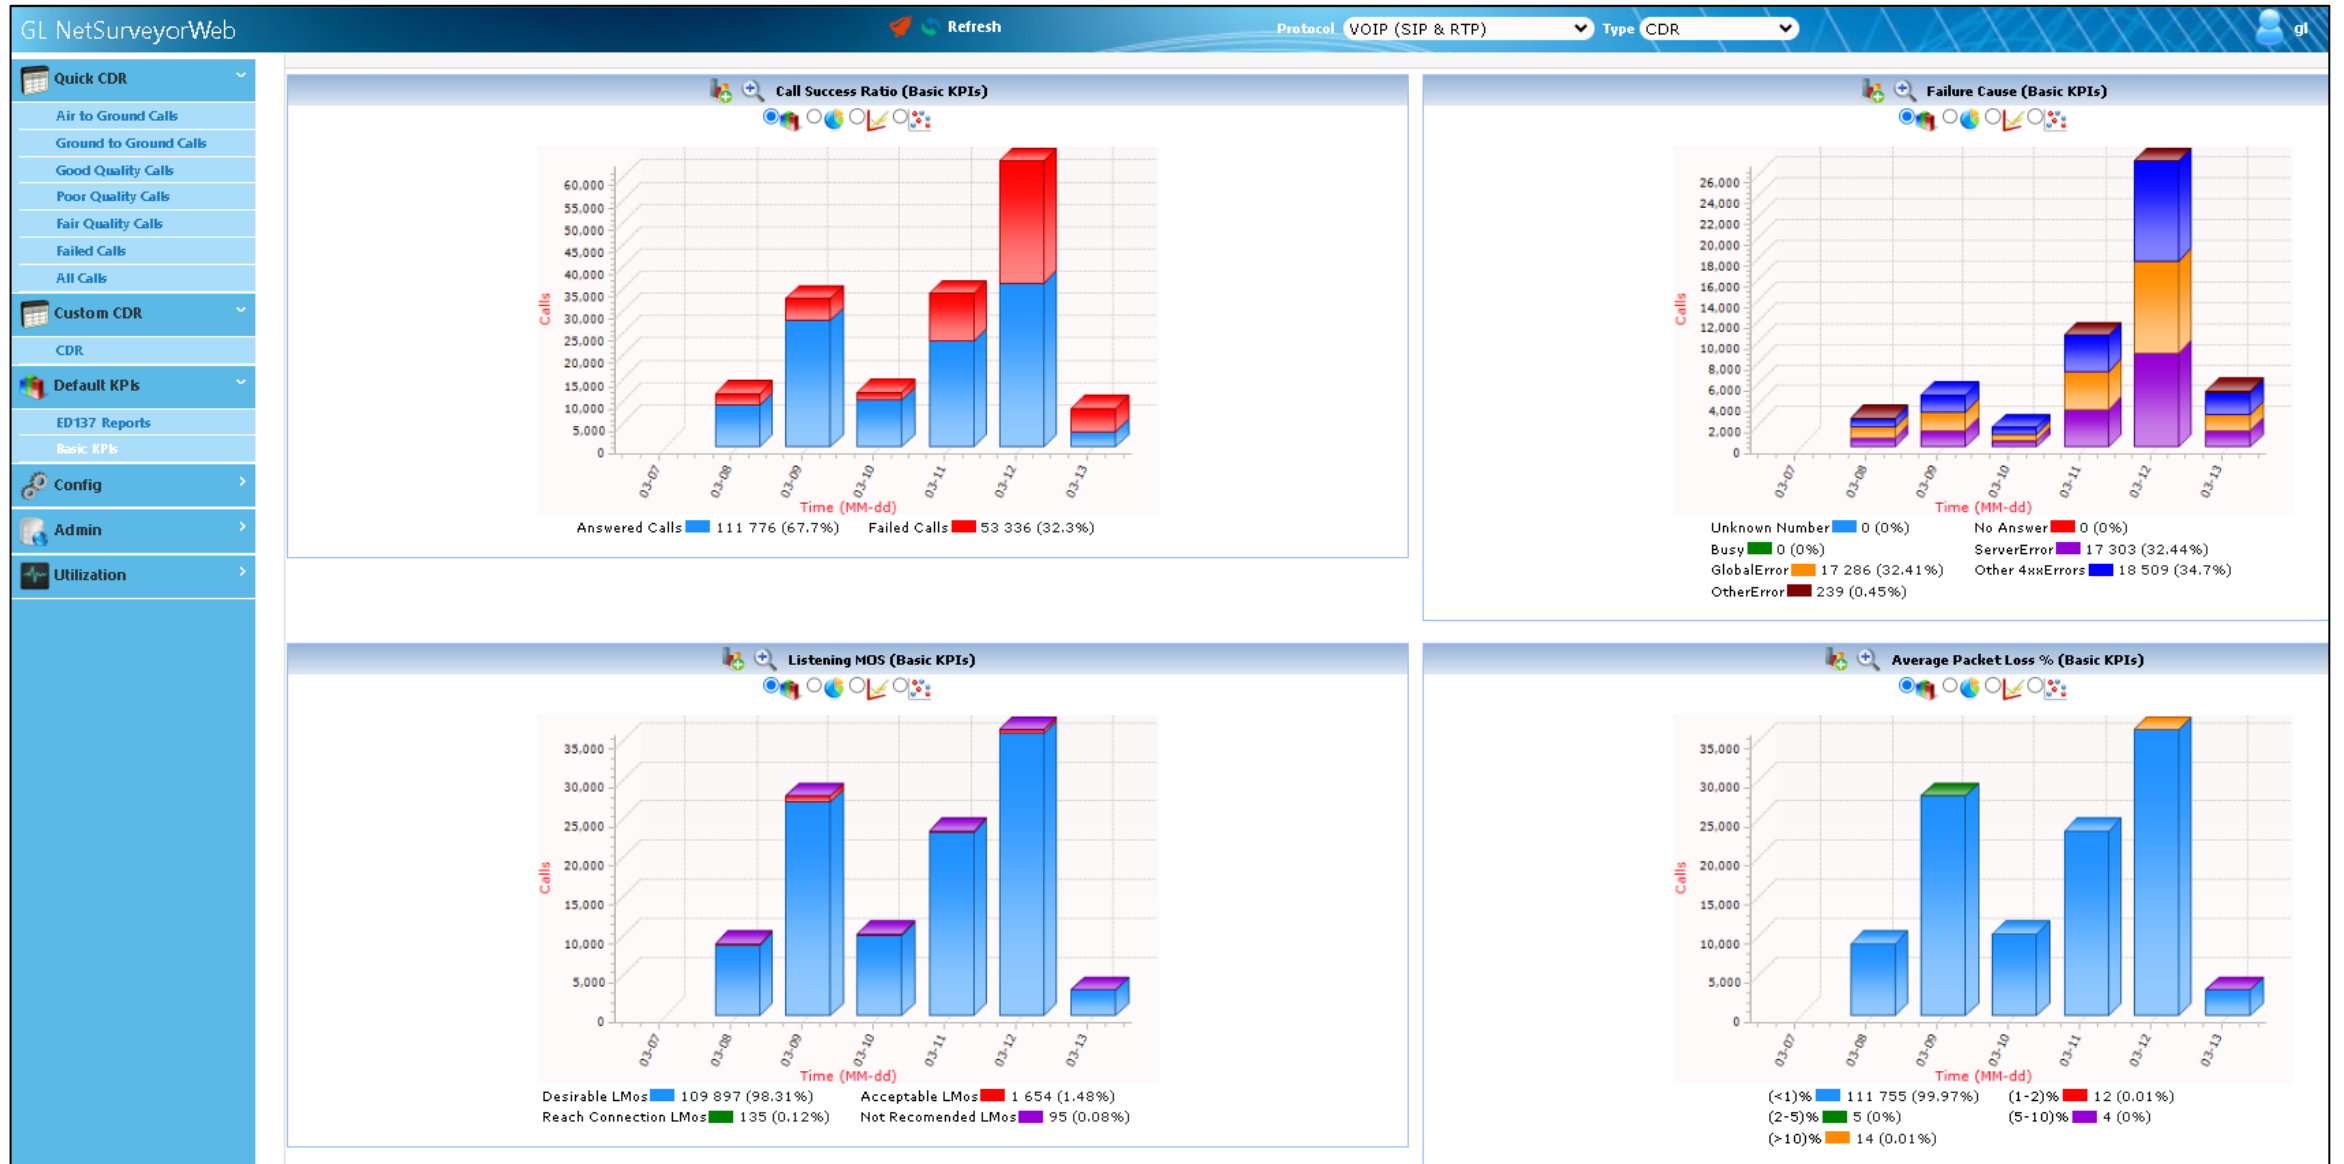 GL NetSurveyorWeb
Refresh
Protocol VOIP (SIP & RTP) Type CDR
gl
Quick CDR
Air to Ground Calls
Ground to Ground Calls
Good Quality Calls
Poor Quality Calls
Fair Quality Calls
Failed Calls
All Calls
Custom CDR
CDR
Default KPIs
ED137 Reports
Basic KPIs
Config
Admin
Utilization
Call Success Ratio (Basic KPIs)
60,000
55,000
50,000
45,000
40,000
35,000
30,000
25,000
20,000
15,000
10,000
5,000
0
Calls
03-07 03-08 03-09 03-10 03-11 03-12 03-13
Time (MM-dd)
Answered Calls 111 776 (67.7%) Failed Calls 53 336 (32.3%)
Failure Cause (Basic KPIs)
26,000
24,000
22,000
20,000
18,000
16,000
14,000
12,000
10,000
8,000
6,000
4,000
2,000
0
Calls
03-07 03-08 03-09 03-10 03-11 03-12 03-13
Time (MM-dd)
Unknown Number 0 (0%) No Answer 0 (0%)
Busy 0 (0%) ServerError 17 303 (32.44%)
GlobalError 17 286 (32.41%) Other 4xxErrors 18 509 (34.7%)
OtherError 239 (0.45%)
Listening MOS (Basic KPIs)
35,000
30,000
25,000
20,000
15,000
10,000
5,000
0
Calls
03-07 03-08 03-09 03-10 03-11 03-12 03-13
Time (MM-dd)
Desirable LMos 109 897 (98.31%) Acceptable LMos 1 654 (1.48%)
Reach Connection LMos 135 (0.12%) Not Recomended LMos 95 (0.08%)
Average Packet Loss % (Basic KPIs)
35,000
30,000
25,000
20,000
15,000
10,000
5,000
0
Calls
03-07 03-08 03-09 03-10 03-11 03-12 03-13
Time (MM-dd)
(<1)% 111 755 (99.97%) (1-2)% 12 (0.01%)
(2-5)% 5 (0%) (5-10)% 4 (0%)
(>10)% 14 (0.01%)